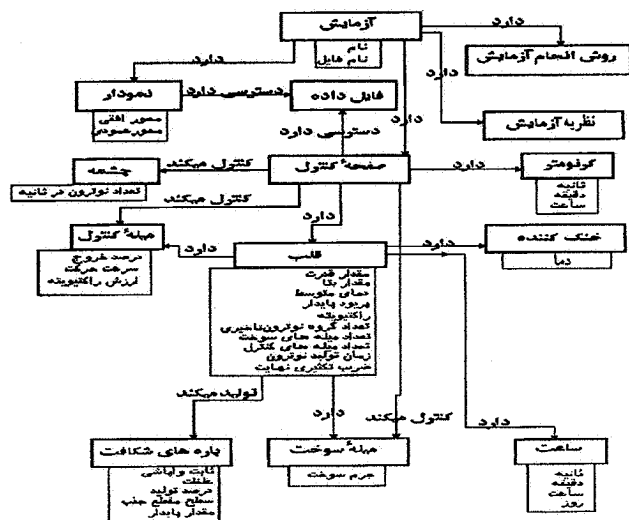 آزمایش
نام
نام فایل
دارد
روش انجام آزمایش
دارد
نظریه آزمایش
دارد
نمودار
محور افقی
محور عمودی
دسترسی دارد
فایل داده
دسترسی دارد
دارد
صفحهٔ کنترل
کنترل میکند
چشمه
تعداد نوترون در ثانیه
دارد
کرنومتر
ثانیه
دقیقه
ساعت
کنترل میکند
میلهٔ کنترل
درصد خروج
سرعت حرکت
ارزش راکتیویته
دارد
دارد
قلب
مقدار قدرت
مقدار بتا
دمای متوسط
پریود پایدار
راکتیویته
تعداد گروه نوترون تاخیری
تعداد میله های سوخت
تعداد میله های کنترل
زمان تولید نوترون
ضریب تکثیری نهایت
دارد
خنک کننده
دما
تولید میکند
دارد
کنترل میکند
دارد
پاره های شکافت
ثابت واپاشی
غلظت
درصد تولید
سطح مقطع جذب
مقدار پایدار
میلهٔ سوخت
جرم سوخت
ساعت
ثانیه
دقیقه
ساعت
روز